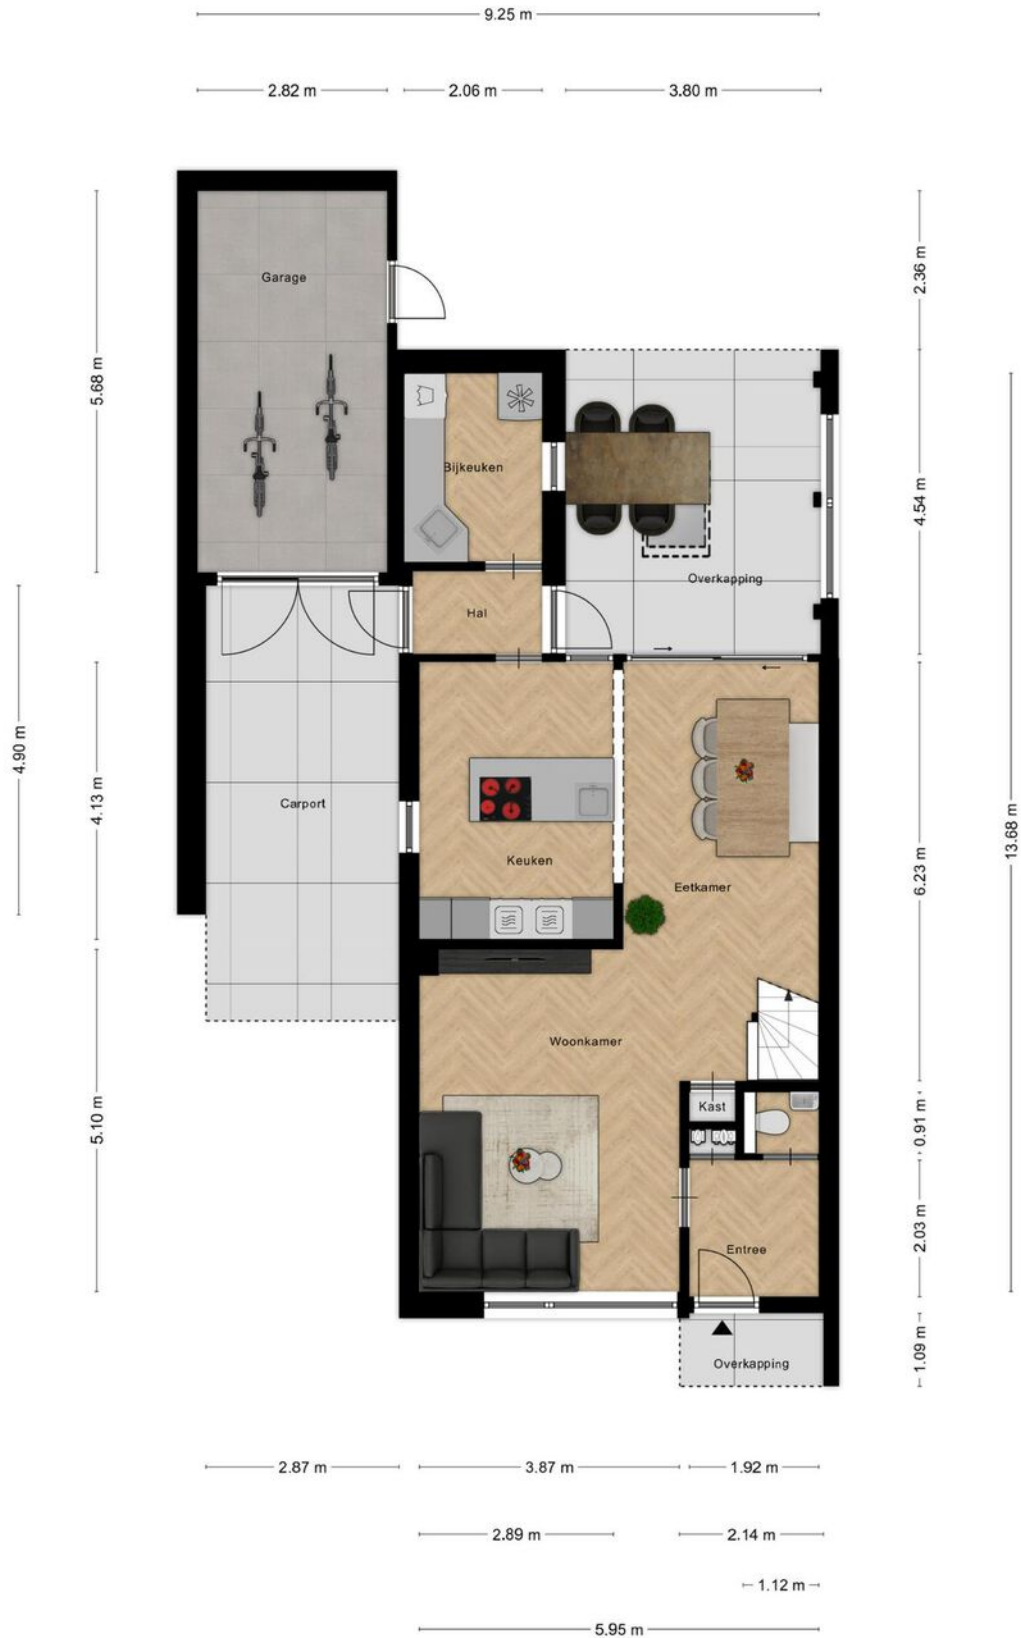 9.25 m
2.82 m
2.06 m
3.80 m
Garage
2.36 m
5.68 m
Bijkeuken
4.54 m
Overkapping
Hal
4.90 m
4.13 m
Carport
13.68 m
Keuken
Eetkamer
6.23 m
Woonkamer
Kast
0.91 m
5.10 m
2.03 m
Entree
Overkapping
1.09 m
2.87 m
3.87 m
1.92 m
2.89 m
2.14 m
1.12 m
5.95 m